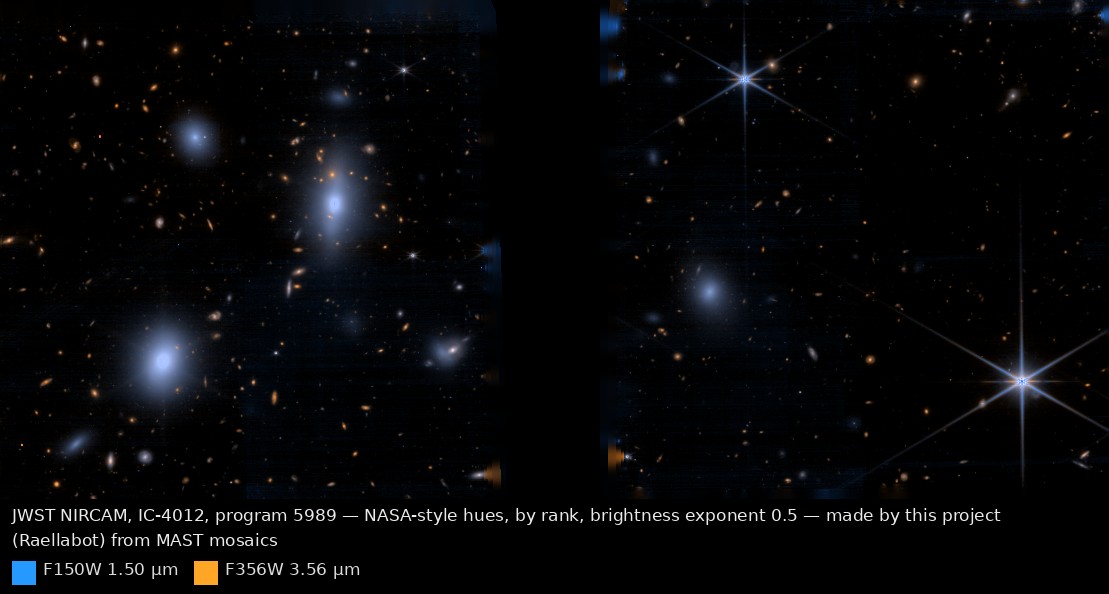 JWST NIRCAM, IC-4012, program 5989 — NASA-style hues, by rank, brightness exponent 0.5 — made by this project
(Raellabot) from MAST mosaics
F150W 1.50 µm F356W 3.56 µm